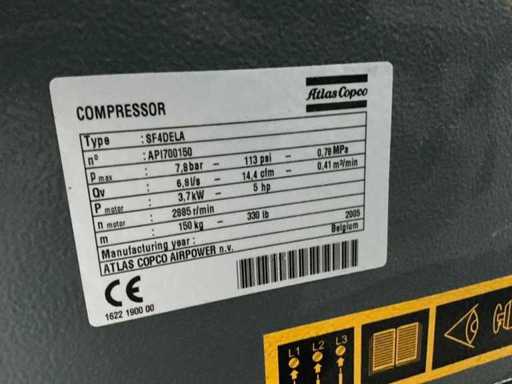 Atlas Copco
COMPRESSOR
Type : SF4DELA
n° : API700150
P max : 7,8bar – 113 psi – 0,78 MPa
Qv : 6,8l/s – 14,4 cfm – 0.41 m³/min
P motor : 3,7kW – 5 hp
n motor : 2885 r/min
m : 150kg – 330 lb
Manufacturing year : 2005
ATLAS COPCO AIRPOWER n.v. Belgium
CE
1622 1900 00
L1 L2 L3